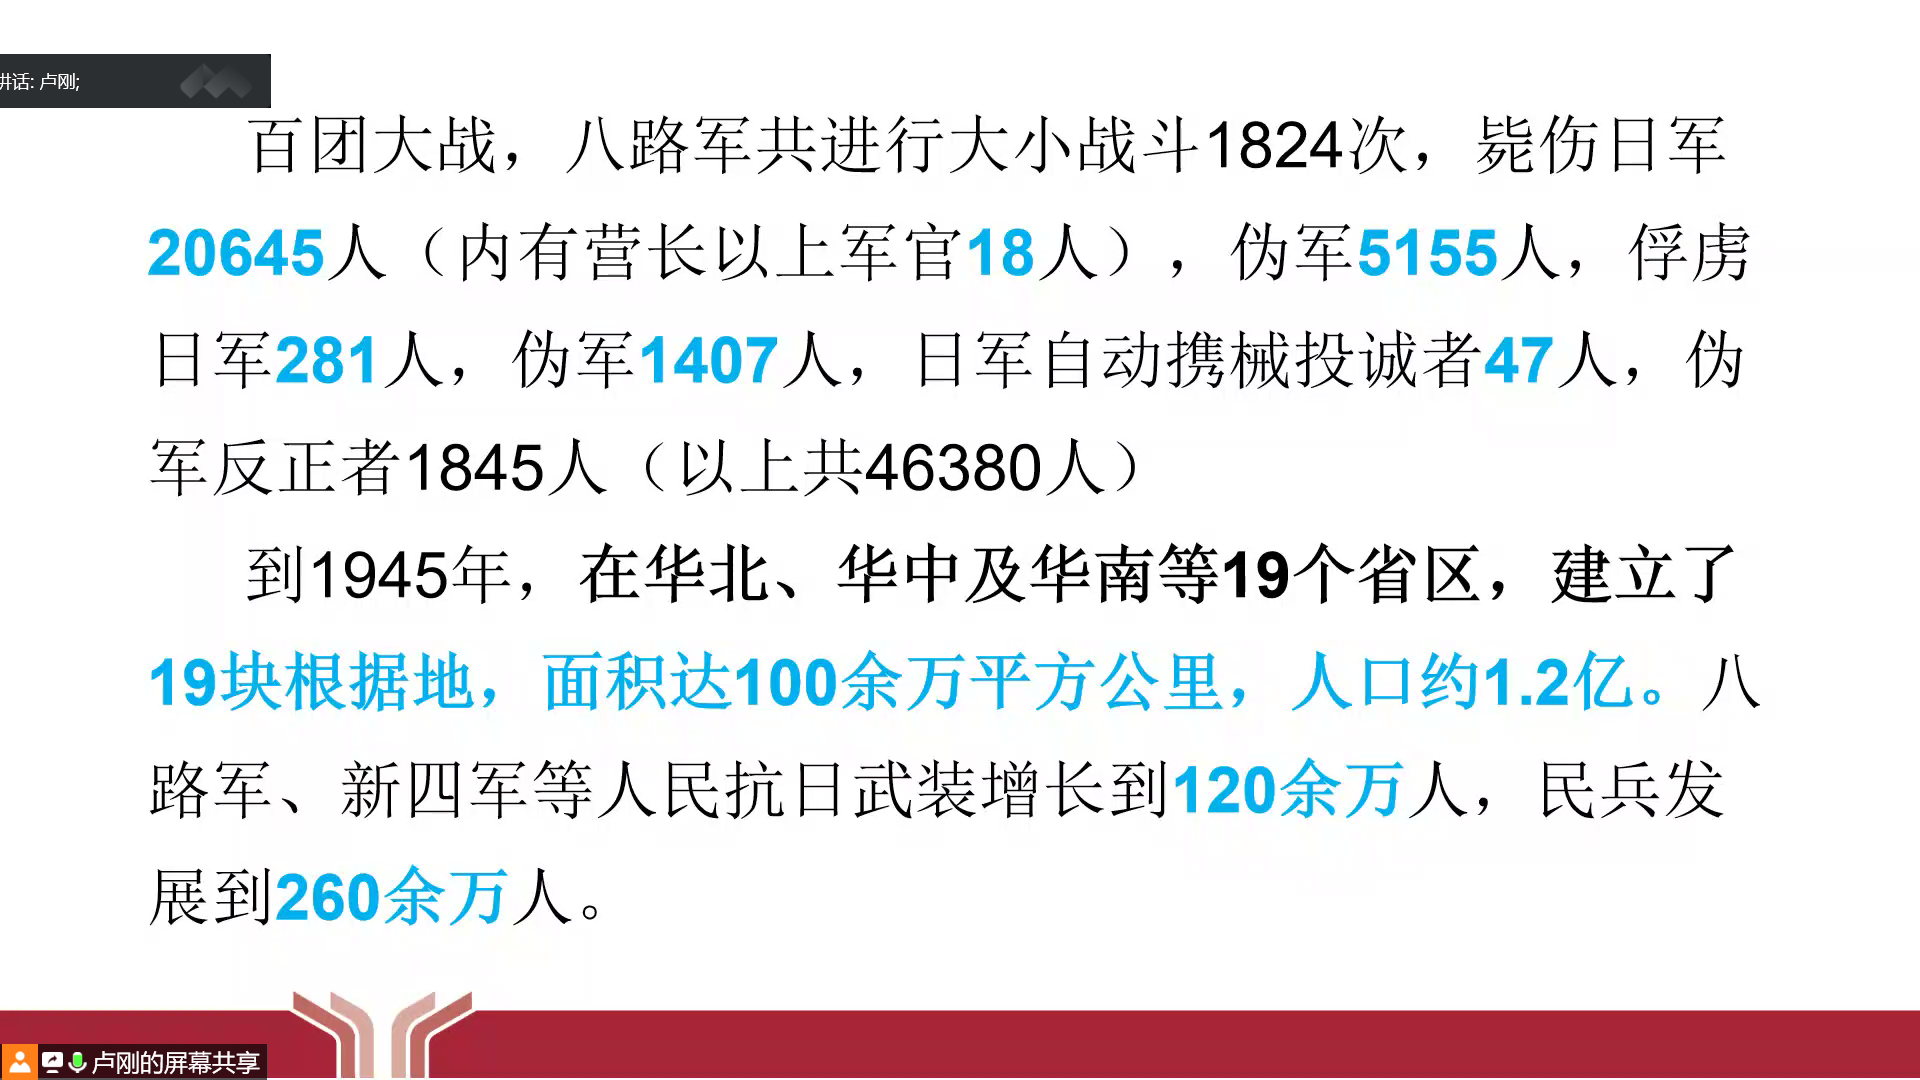 讲话: 卢刚;
百团大战，八路军共进行大小战斗1824次，毙伤日军
20645人（内有营长以上军官18人），伪军5155人，俘虏
日军281人，伪军1407人，日军自动携械投诚者47人，伪
军反正者1845人（以上共46380人）
到1945年，在华北、华中及华南等19个省区，建立了
19块根据地，面积达100余万平方公里，人口约1.2亿。八
路军、新四军等人民抗日武装增长到120余万人，民兵发
展到260余万人。
卢刚的屏幕共享